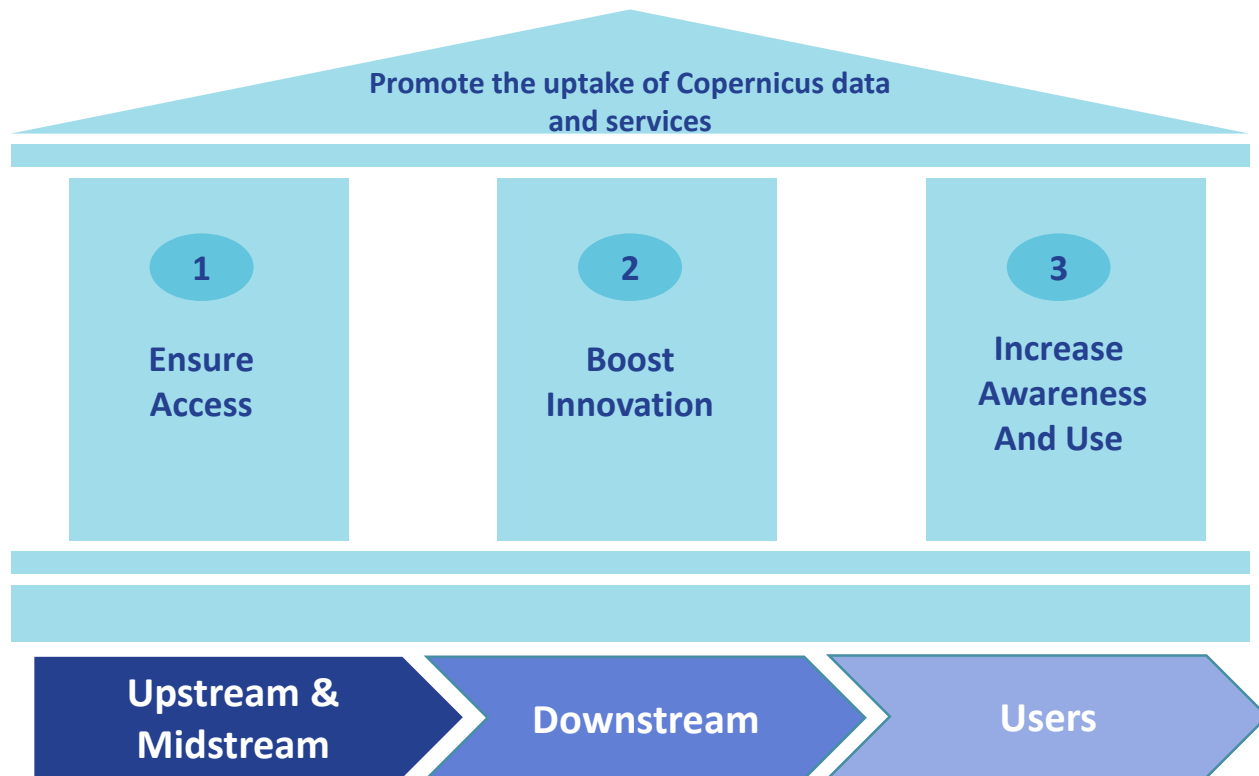 Promote the uptake of Copernicus data
and services
1
Ensure
Access
2
Boost
Innovation
3
Increase
Awareness
And Use
Upstream &
Midstream
Downstream
Users